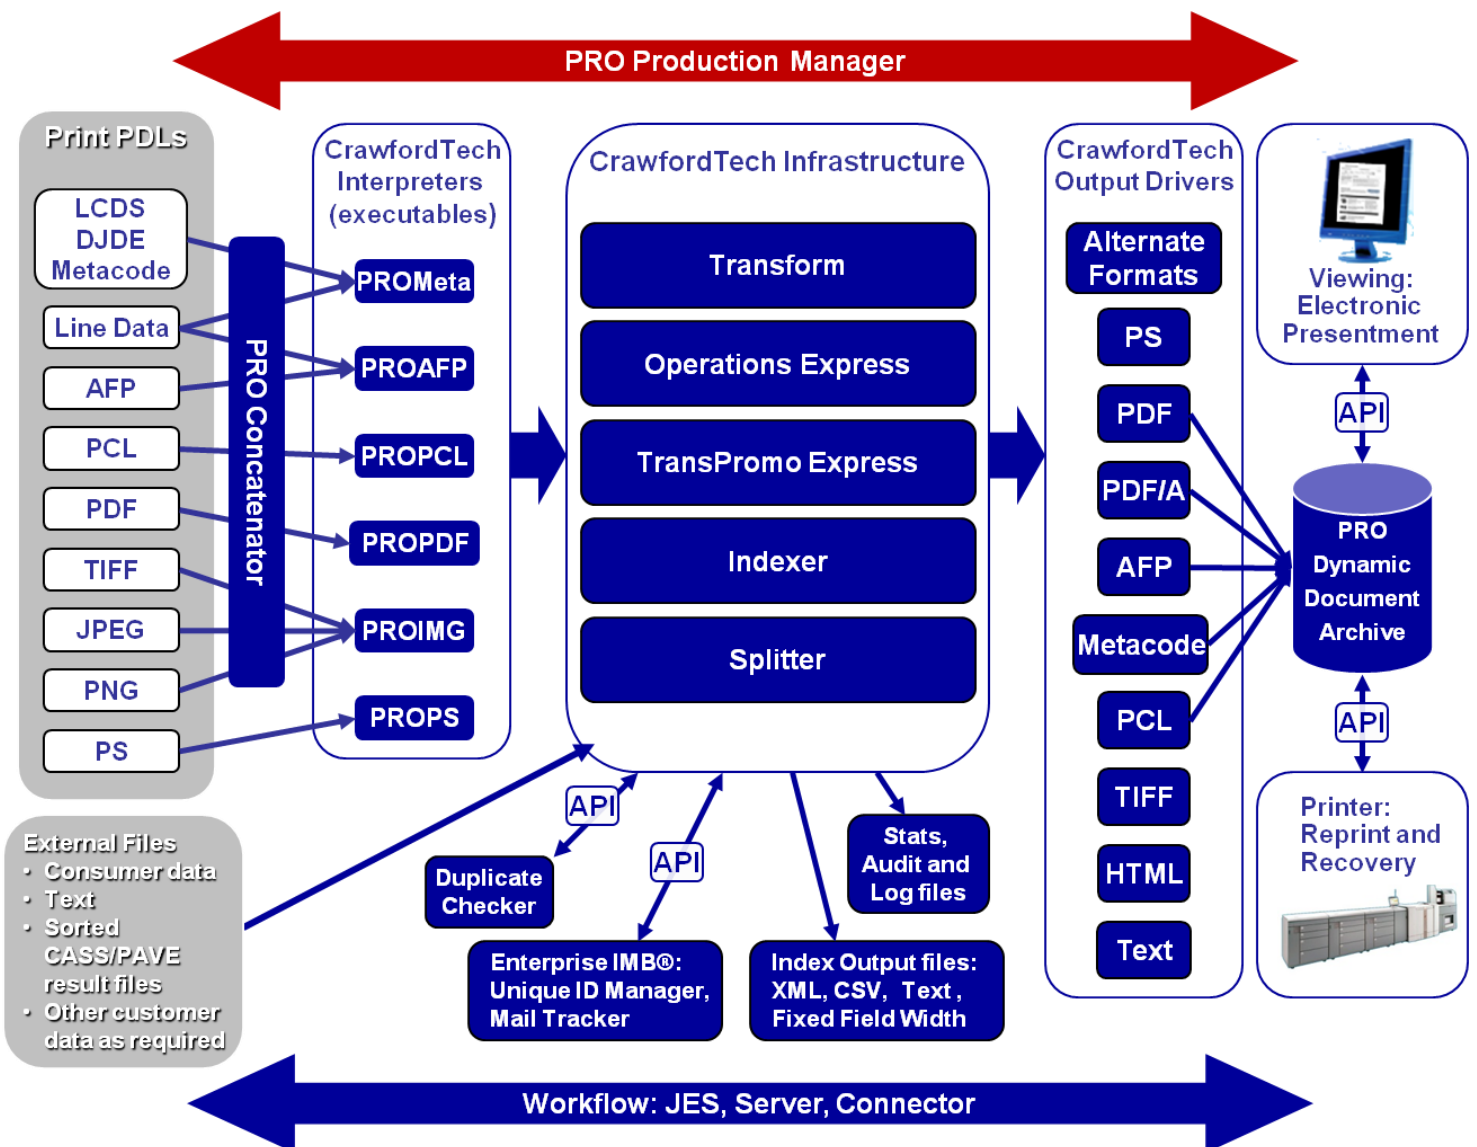 PRO Production Manager
Print PDLs
LCDS
DJDE
Metacode
Line Data
AFP
PCL
PDF
TIFF
JPEG
PNG
PS
PRO Concatenator
CrawfordTech
Interpreters
(executables)
PROMeta
PROAFP
PROPCL
PROPDF
PROIMG
PROPS
CrawfordTech Infrastructure
Transform
Operations Express
TransPromo Express
Indexer
Splitter
CrawfordTech
Output Drivers
Alternate
Formats
PS
PDF
PDF/A
AFP
Metacode
PCL
TIFF
HTML
Text
Viewing:
Electronic
Presentment
API
PRO
Dynamic
Document
Archive
API
Printer:
Reprint and
Recovery
External Files
• Consumer data
• Text
• Sorted
CASS/PAVE
result files
• Other customer
data as required
API
Duplicate
Checker
API
Enterprise IMB®:
Unique ID Manager,
Mail Tracker
Stats,
Audit and
Log files
Index Output files:
XML, CSV, Text ,
Fixed Field Width
Workflow: JES, Server, Connector